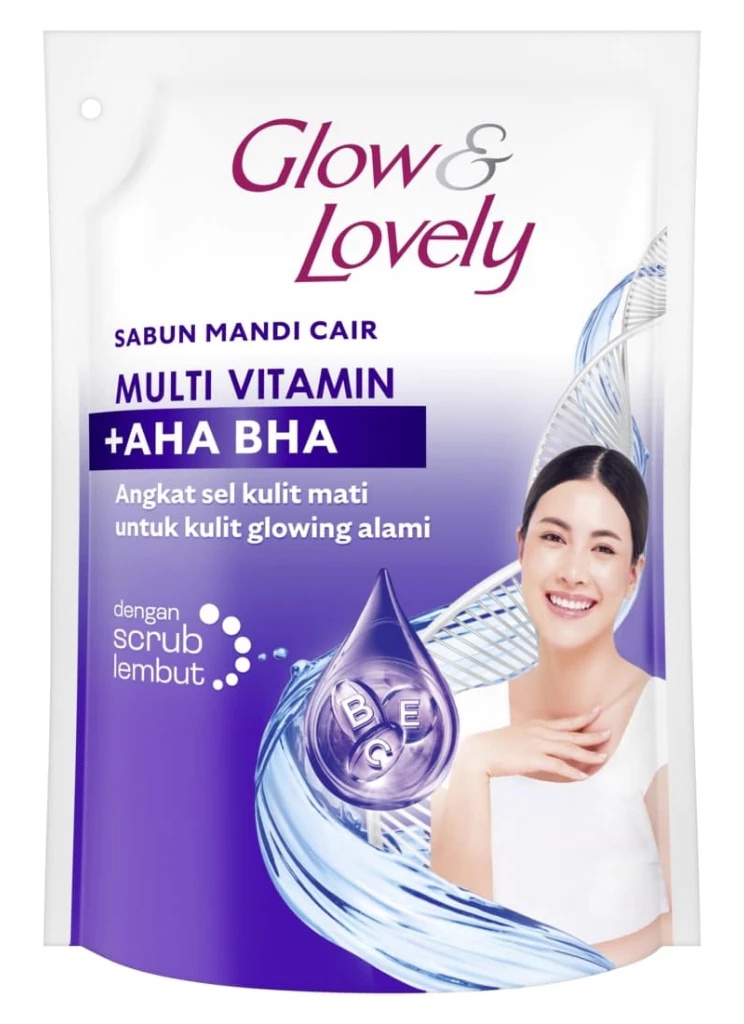 Glow &
Lovely
SABUN MANDI CAIR
MULTI VITAMIN
+AHA BHA
Angkat sel kulit mati
untuk kulit glowing alami
dengan
scrub
lembut
B E
C